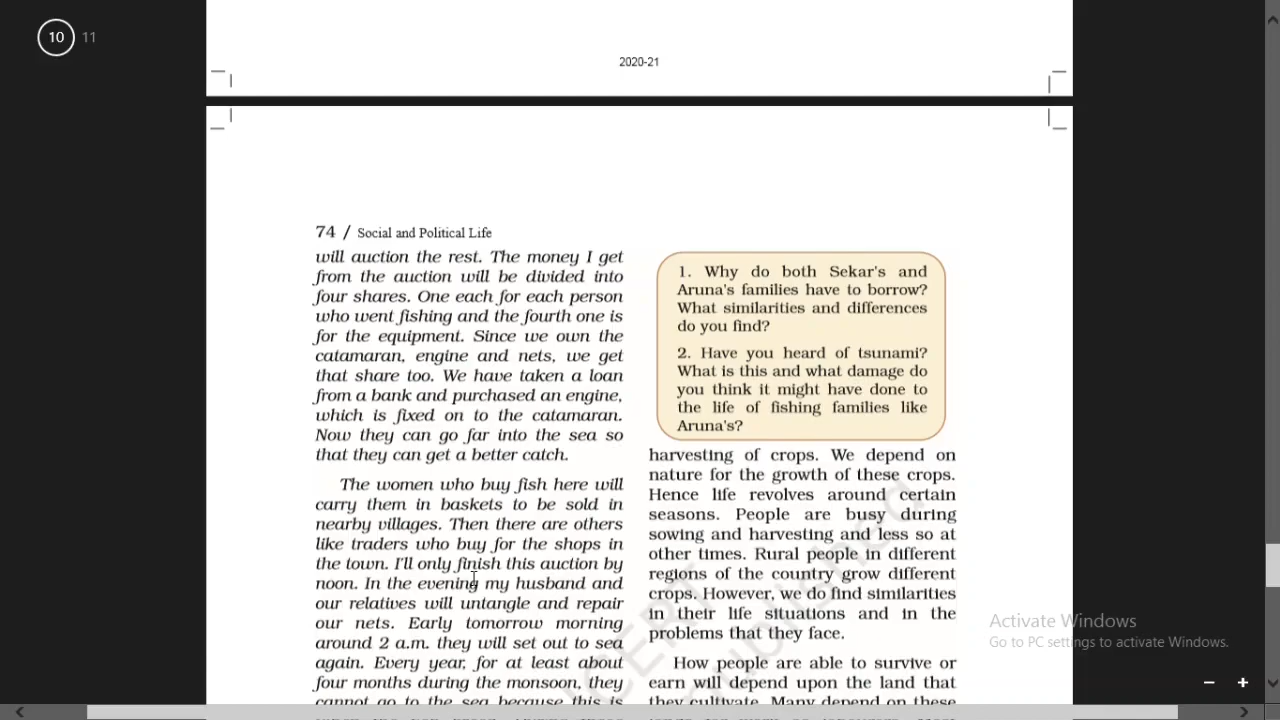 10 11
2020-21
74 / Social and Political Life
will auction the rest. The money I get
from the auction will be divided into
four shares. One each for each person
who went fishing and the fourth one is
for the equipment. Since we own the
catamaran, engine and nets, we get
that share too. We have taken a loan
from a bank and purchased an engine,
which is fixed on to the catamaran.
Now they can go far into the sea so
that they can get a better catch.
The women who buy fish here will
carry them in baskets to be sold in
nearby villages. Then there are others
like traders who buy for the shops in
the town. I'll only finish this auction by
noon. In the evening my husband and
our relatives will untangle and repair
our nets. Early tomorrow morning
around 2 a.m. they will set out to sea
again. Every year, for at least about
four months during the monsoon, they
cannot go to the sea because this is
1. Why do both Sekar's and
Aruna's families have to borrow?
What similarities and differences
do you find?
2. Have you heard of tsunami?
What is this and what damage do
you think it might have done to
the life of fishing families like
Aruna's?
harvesting of crops. We depend on
nature for the growth of these crops.
Hence life revolves around certain
seasons. People are busy during
sowing and harvesting and less so at
other times. Rural people in different
regions of the country grow different
crops. However, we do find similarities
in their life situations and in the
problems that they face.
How people are able to survive or
earn will depend upon the land that
they cultivate. Many depend on these
Activate Windows
Go to PC settings to activate Windows.